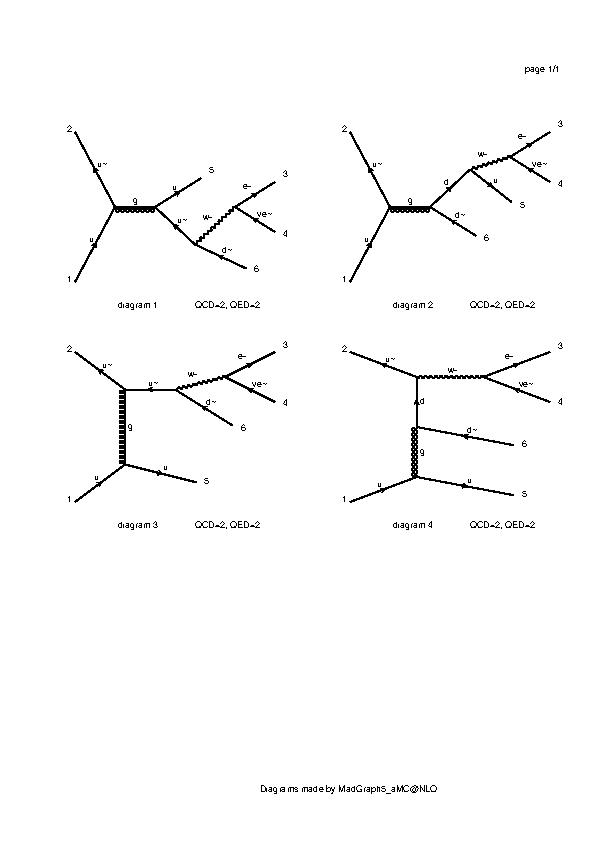 page 1/1
2
u~
g
u
1
u
5
u~
w-
e-
3
ve~
4
d~
6
diagram 1 QCD=2, QED=2
2
u~
g
u
1
d
w-
e-
3
ve~
4
u
5
d~
6
diagram 2 QCD=2, QED=2
2
u~
u~
w-
e-
3
ve~
4
d~
6
g
u
1
u
5
diagram 3 QCD=2, QED=2
2
u~
w-
e-
3
ve~
4
d
d~
6
g
u
1
u
5
diagram 4 QCD=2, QED=2
Diagrams made by MadGraph5_aMC@NLO